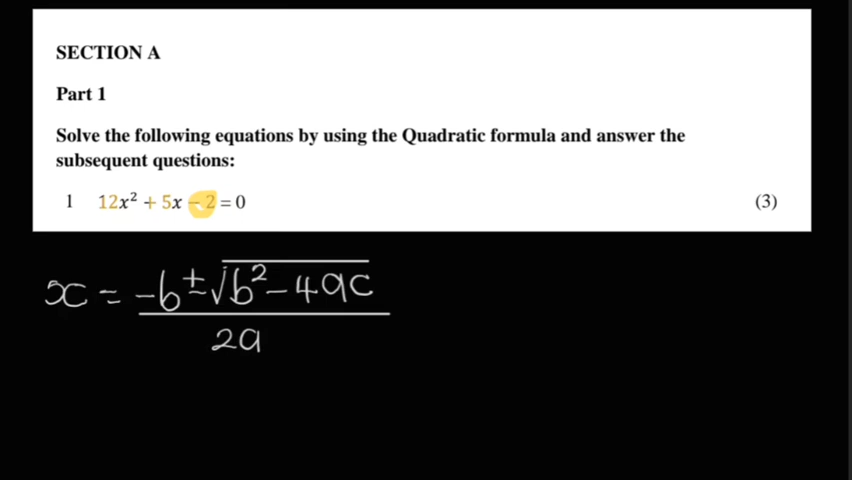 SECTION A
Part 1
Solve the following equations by using the Quadratic formula and answer the
subsequent questions:
1 12x² + 5x − 2 = 0 (3)
x = −b ± √b² − 4ac
2a